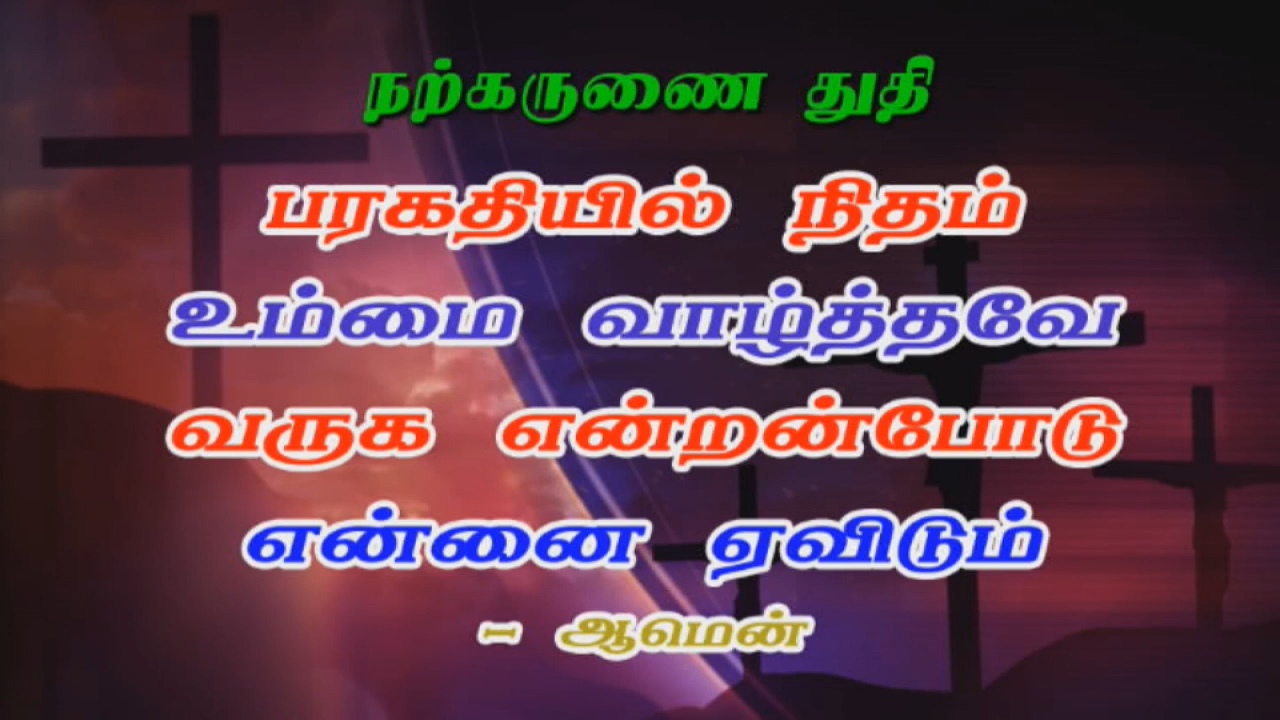 நற்கருணை துதி
பரகதியில் நிதம்
உம்மை வாழ்த்தவே
வருக என்றன்போடு
என்னை ஏவிடும்
- ஆமென்